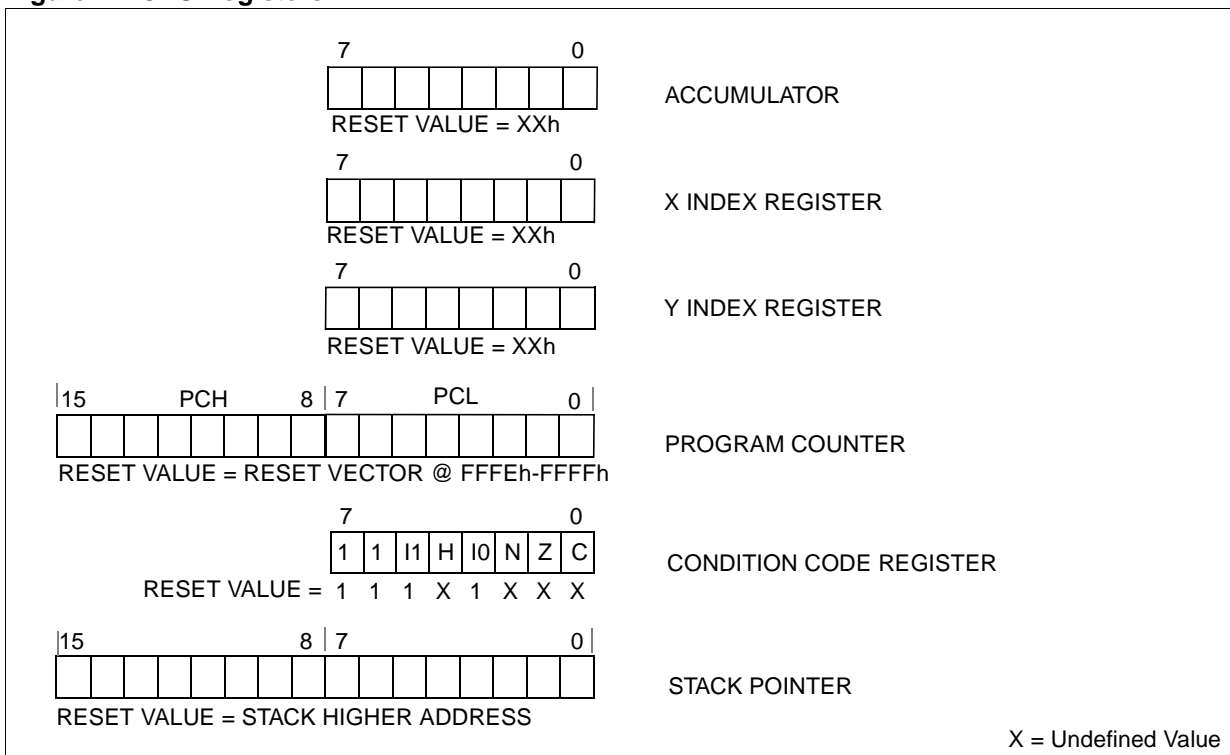 7 0
ACCUMULATOR
RESET VALUE = XXh
7 0
X INDEX REGISTER
RESET VALUE = XXh
7 0
Y INDEX REGISTER
RESET VALUE = XXh
15 PCH 8 7 PCL 0
PROGRAM COUNTER
RESET VALUE = RESET VECTOR @ FFFEh-FFFFh
7 0
1 1 I1 H I0 N Z C
CONDITION CODE REGISTER
RESET VALUE = 1 1 1 X 1 X X X
15 8 7 0
STACK POINTER
RESET VALUE = STACK HIGHER ADDRESS
X = Undefined Value